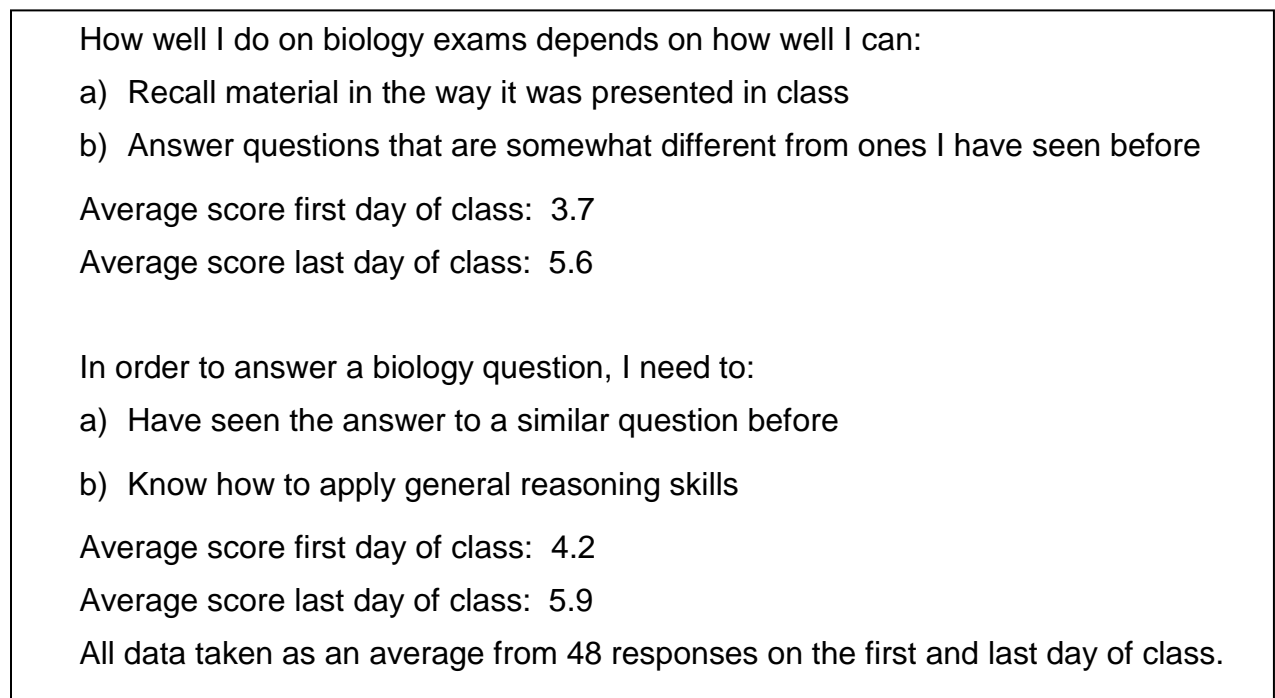 How well I do on biology exams depends on how well I can:
a) Recall material in the way it was presented in class
b) Answer questions that are somewhat different from ones I have seen before
Average score first day of class: 3.7
Average score last day of class: 5.6
In order to answer a biology question, I need to:
a) Have seen the answer to a similar question before
b) Know how to apply general reasoning skills
Average score first day of class: 4.2
Average score last day of class: 5.9
All data taken as an average from 48 responses on the first and last day of class.